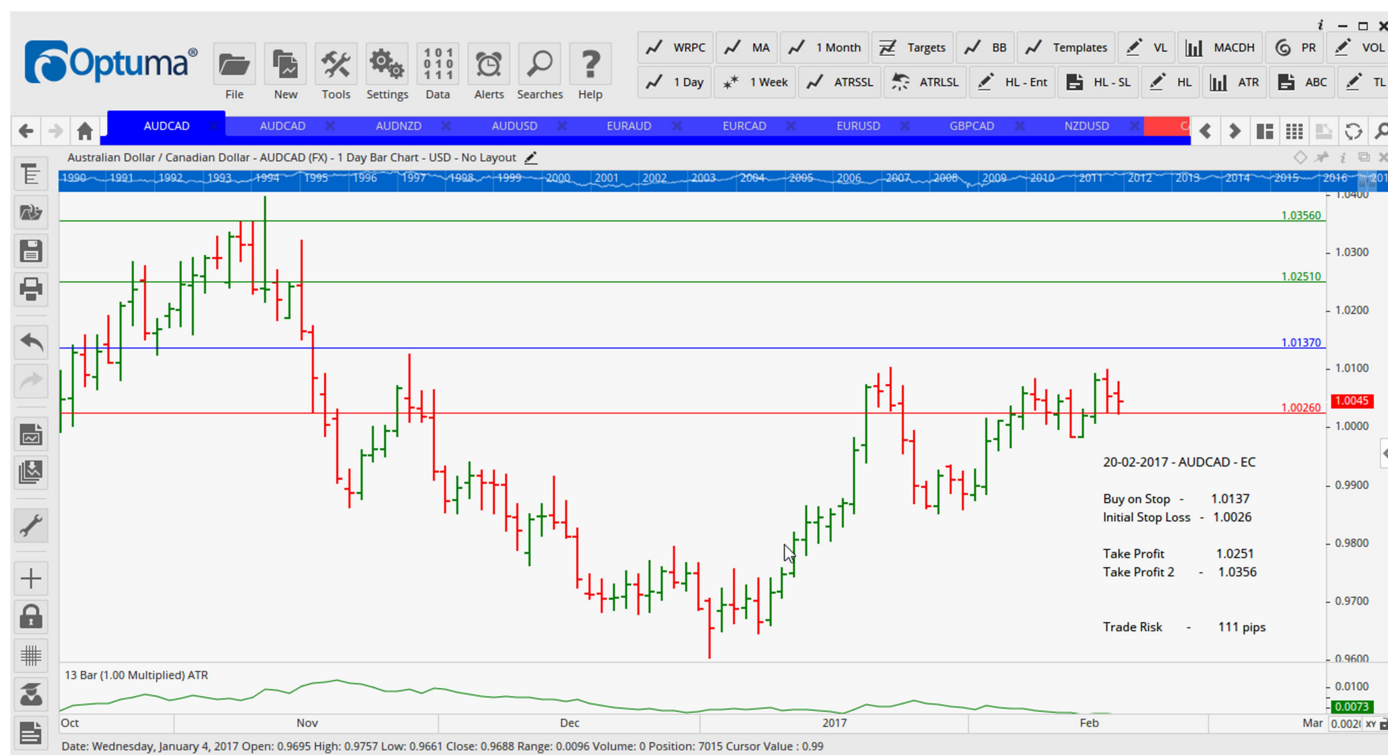 Optuma®
File New Tools Settings Data Alerts Searches Help
WRPC MA 1 Month Targets BB Templates VL MACDH PR VOL
1 Day 1 Week ATRSSL ATRLSL HL - Ent HL - SL HL ATR ABC TL
AUDCAD AUDCAD AUDNZD AUDUSD EURAUD EURCAD EURUSD GBPCAD NZDUSD
Australian Dollar / Canadian Dollar - AUDCAD (FX) - 1 Day Bar Chart - USD - No Layout
1990 1991 1992 1993 1994 1995 1996 1997 1998 1999 2000 2001 2002 2003 2004 2005 2006 2007 2008 2009 2010 2011 2012 2013 2014 2015 2016 201
1.0400
1.03560
1.0300
1.02510
1.0200
1.01370
1.0100
1.0045
1.00260
1.0000
20-02-2017 - AUDCAD - EC
0.9900
Buy on Stop - 1.0137
Initial Stop Loss - 1.0026
0.9800
Take Profit 1.0251
Take Profit 2 - 1.0356
0.9700
Trade Risk - 111 pips
0.9600
13 Bar (1.00 Multiplied) ATR
0.0100
0.0073
Oct Nov Dec 2017 Feb Mar XY
Date: Wednesday, January 4, 2017 Open: 0.9695 High: 0.9757 Low: 0.9661 Close: 0.9688 Range: 0.0096 Volume: 0 Position: 7015 Cursor Value : 0.99